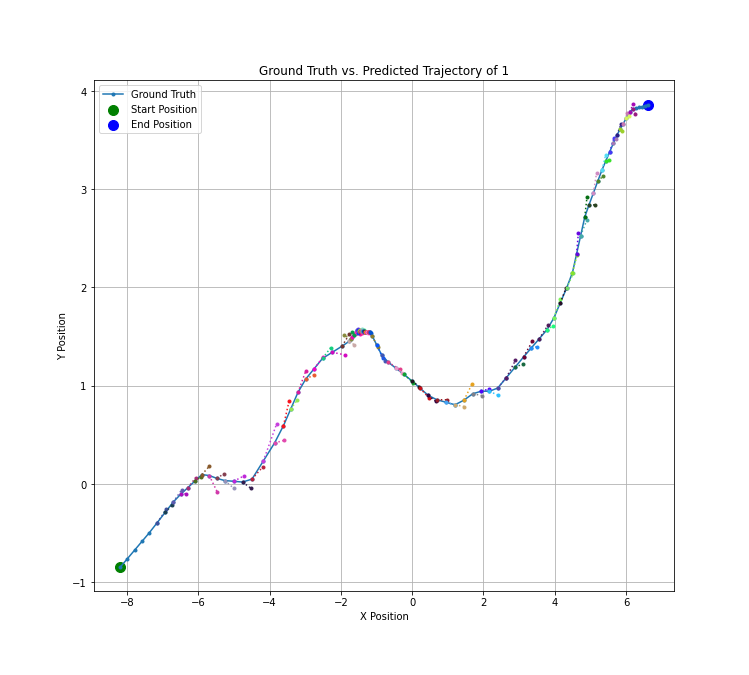 Ground Truth vs. Predicted Trajectory of 1
Ground Truth
Start Position
End Position
4
3
2
1
0
−1
Y Position
−8
−6
−4
−2
0
2
4
6
X Position